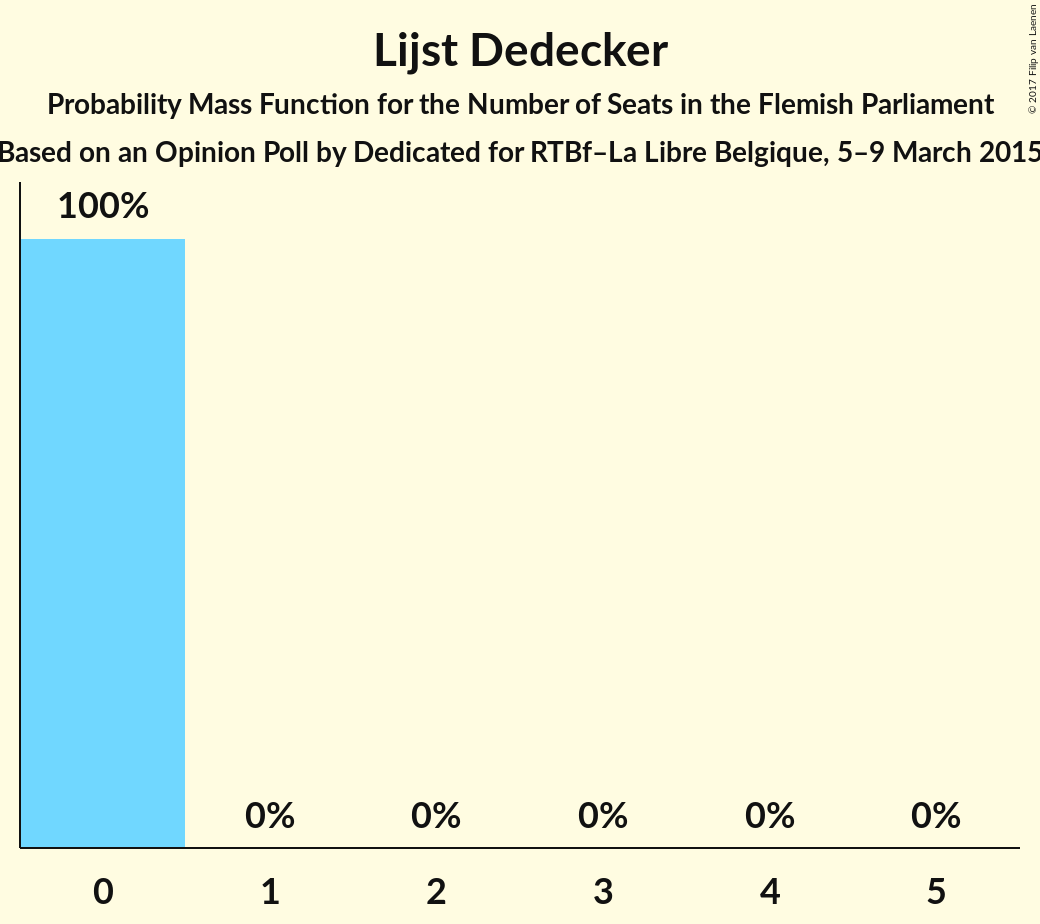 Lijst Dedecker
Probability Mass Function for the Number of Seats in the Flemish Parliament
Based on an Opinion Poll by Dedicated for RTBf–La Libre Belgique, 5–9 March 2015
© 2017 Filip van Laenen
100%
0% 0% 0% 0% 0%
0 1 2 3 4 5